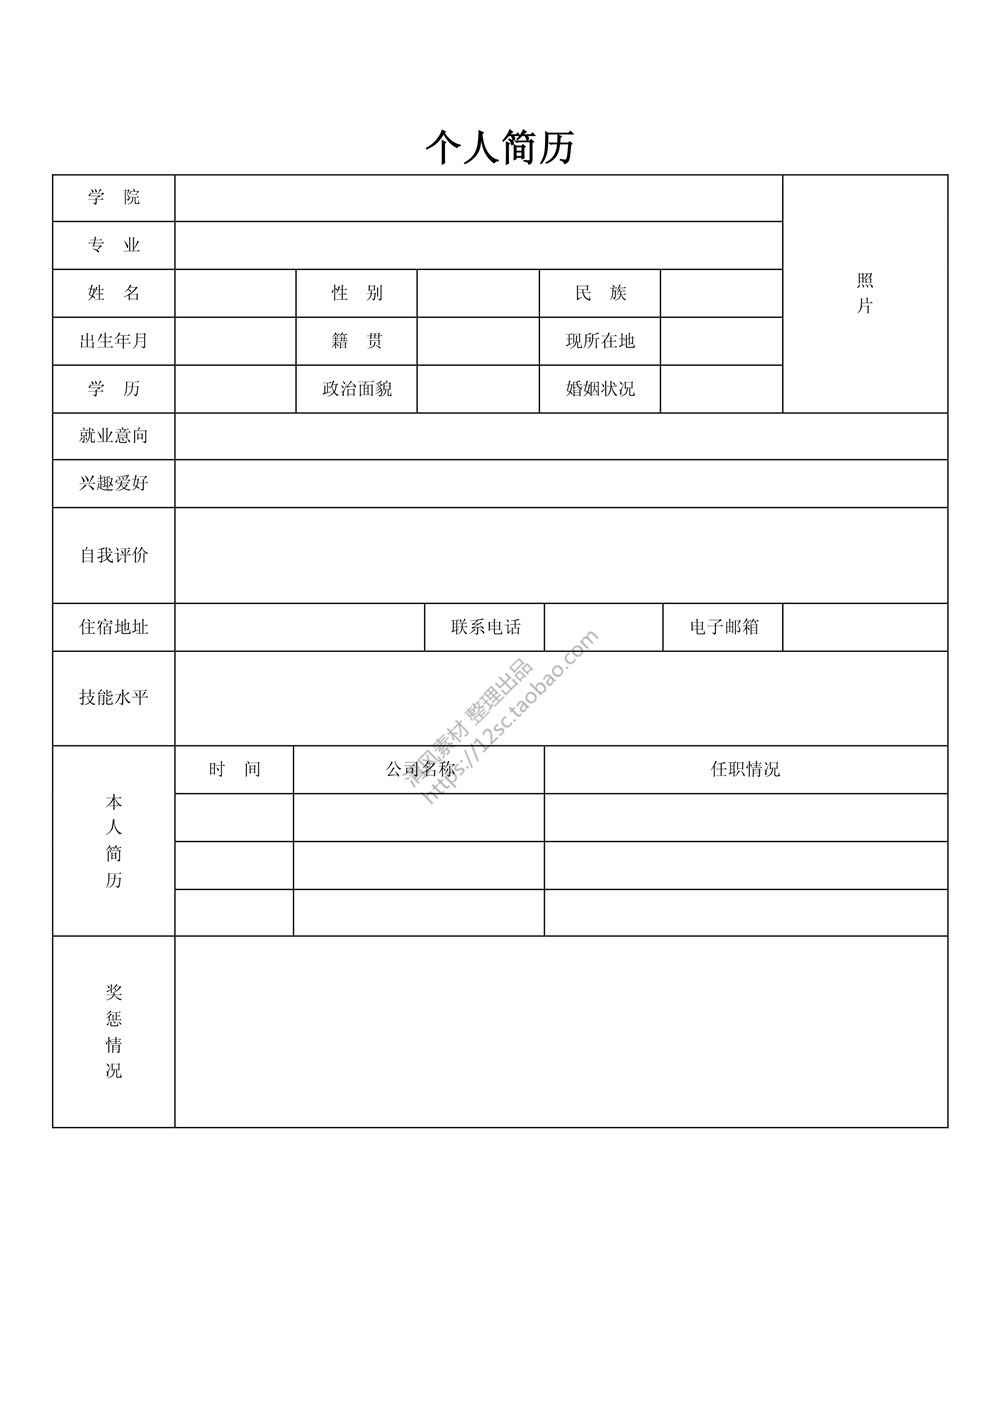 个人简历
学 院
照
片
专 业
姓 名 性 别 民 族
出生年月 籍 贯 现所在地
学 历 政治面貌 婚姻状况
就业意向
兴趣爱好
自我评价
住宿地址 联系电话 电子邮箱
技能水平
清风素材 整理出品
https://12sc.taobao.com
本
人
简
历
时 间 公司名称 任职情况
奖
惩
情
况